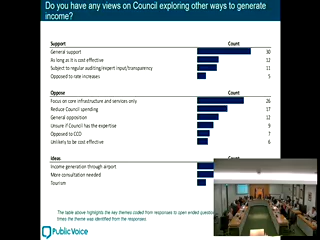 Do you have any views on Council exploring other ways to generate
income?
Support Count
General support 30
As long as it is cost effective 12
Subject to regular auditing/expert input/transparency 11
Opposed to rate increases 5
Oppose Count
Focus on core infrastructure and services only 26
Reduce Council spending 17
General opposition 12
Unsure if Council has the expertise 9
Opposed to CCO 7
Unlikely to be cost effective 6
Ideas Count
Income generation through airport
More consultation needed
Tourism
The table above highlights the key themes coded from responses to open ended
times the theme was identified from the responses.
PublicVoice